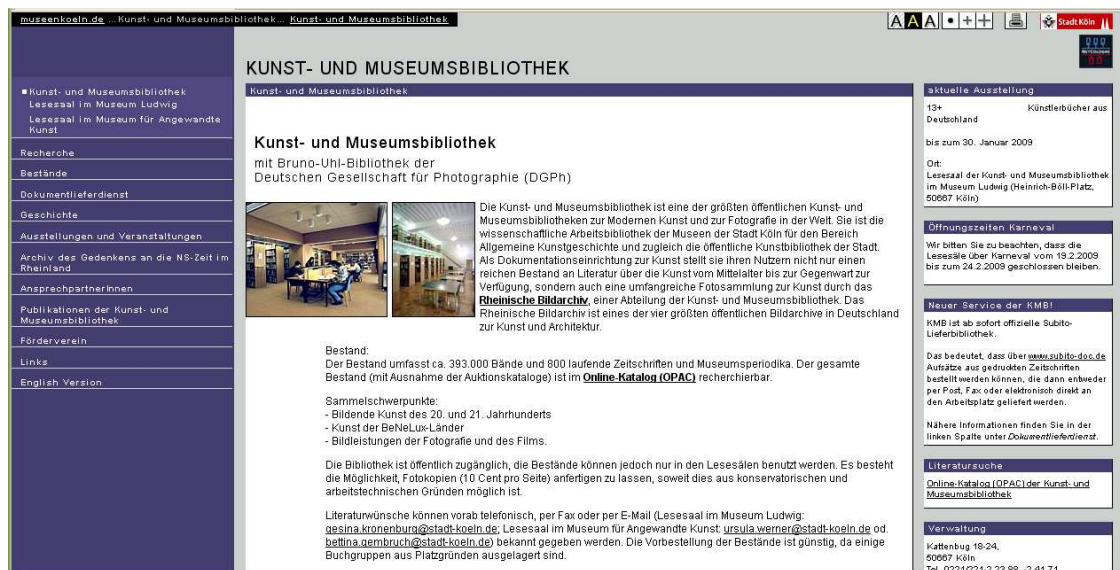 museenkoeln.de ... Kunst- und Museumsbibliothek... Kunst- und Museumsbibliothek
A A A
Stadt Köln
KUNST- UND MUSEUMSBIBLIOTHEK
Kunst- und Museumsbibliothek
Lesesaal im Museum Ludwig
Lesesaal im Museum für Angewandte
Kunst
Recherche
Bestände
Dokumentlieferdienst
Geschichte
Ausstellungen und Veranstaltungen
Archiv des Gedenkens an die NS-Zeit im
Rheinland
AnsprechpartnerInnen
Publikationen der Kunst- und
Museumsbibliothek
Förderverein
Links
English Version
Kunst- und Museumsbibliothek
Kunst- und Museumsbibliothek
mit Bruno-Uhl-Bibliothek der
Deutschen Gesellschaft für Photographie (DGPh)
Die Kunst- und Museumsbibliothek ist eine der größten öffentlichen Kunst- und
Museumsbibliotheken zur Modernen Kunst und zur Fotografie in der Welt. Sie ist die
wissenschaftliche Arbeitsbibliothek der Museen der Stadt Köln für den Bereich
Allgemeine Kunstgeschichte und zugleich die öffentliche Kunstbibliothek der Stadt.
Als Dokumentationseinrichtung zur Kunst stellt sie ihren Nutzern nicht nur einen
reichen Bestand an Literatur über die Kunst vom Mittelalter bis zur Gegenwart zur
Verfügung, sondern auch eine umfangreiche Fotosammlung zur Kunst durch das
Rheinische Bildarchiv, einer Abteilung der Kunst- und Museumsbibliothek. Das
Rheinische Bildarchiv ist eines der vier größten öffentlichen Bildarchive in Deutschland
zur Kunst und Architektur.
Bestand:
Der Bestand umfasst ca. 393.000 Bände und 800 laufende Zeitschriften und Museumsperiodika. Der gesamte
Bestand (mit Ausnahme der Auktionskataloge) ist im Online-Katalog (OPAC) recherchierbar.
Sammelschwerpunkte:
- Bildende Kunst des 20. und 21. Jahrhunderts
- Kunst der BeNeLux-Länder
- Bildleistungen der Fotografie und des Films.
Die Bibliothek ist öffentlich zugänglich, die Bestände können jedoch nur in den Lesesälen benutzt werden. Es besteht
die Möglichkeit, Fotokopien (10 Cent pro Seite) anfertigen zu lassen, soweit dies aus konservatorischen und
arbeitstechnischen Gründen möglich ist.
Literaturwünsche können vorab telefonisch, per Fax oder per E-Mail (Lesesaal im Museum Ludwig:
gesina.kronenburg@stadt-koeln.de; Lesesaal im Museum für Angewandte Kunst: ursula.werner@stadt-koeln.de od.
bettina.gembruch@stadt-koeln.de) bekannt gegeben werden. Die Vorbestellung der Bestände ist günstig, da einige
Buchgruppen aus Platzgründen ausgelagert sind.
aktuelle Ausstellung
13+ Künstlerbücher aus
Deutschland
bis zum 30. Januar 2009
Ort:
Lesesaal der Kunst- und Museumsbibliothek
im Museum Ludwig (Heinrich-Böll-Platz,
50667 Köln)
Öffnungszeiten Karneval
Wir bitten Sie zu beachten, dass die
Lesesäle über Karneval vom 19.2.2009
bis zum 24.2.2009 geschlossen bleiben.
Neuer Service der KMB!
KMB ist ab sofort offizielle Subito-
Lieferbibliothek.
Das bedeutet, dass über www.subito-doc.de
Aufsätze aus gedruckten Zeitschriften
bestellt werden können, die dann entweder
per Post, Fax oder elektronisch direkt an
den Arbeitsplatz geliefert werden.
Nähere Informationen finden Sie in der
linken Spalte unter Dokumentlieferdienst.
Literatursuche
Online-Katalog (OPAC) der Kunst- und
Museumsbibliothek
Verwaltung
Kattenbug 18-24,
50667 Köln
Tel. 0221/221-2 23 88, -2 41 71